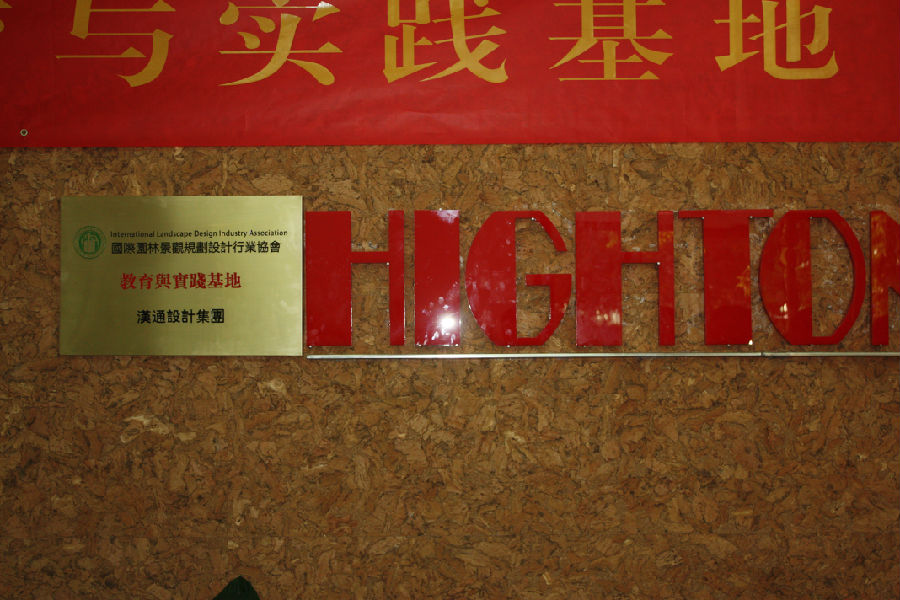 与实践基地
International Landscape Design Industry Association
國際園林景觀規劃設計行業協會
教育與實踐基地
漢通設計集團
HIGHTON